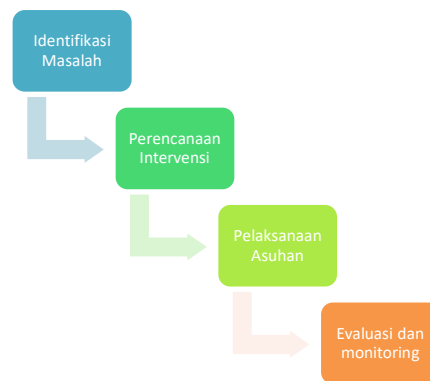 Identifikasi
Masalah
Perencanaan
Intervensi
Pelaksanaan
Asuhan
Evaluasi dan
monitoring